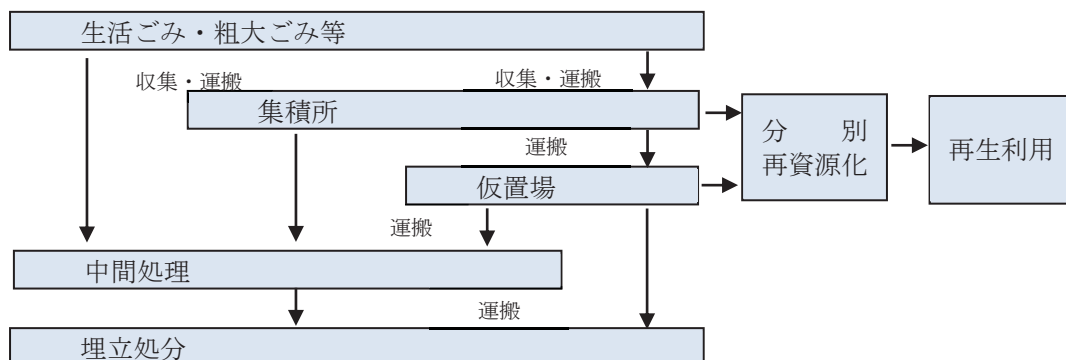 生活ごみ・粗大ごみ等
収集・運搬
収集・運搬
集積所
分　別
再資源化
再生利用
運搬
仮置場
運搬
中間処理
運搬
埋立処分